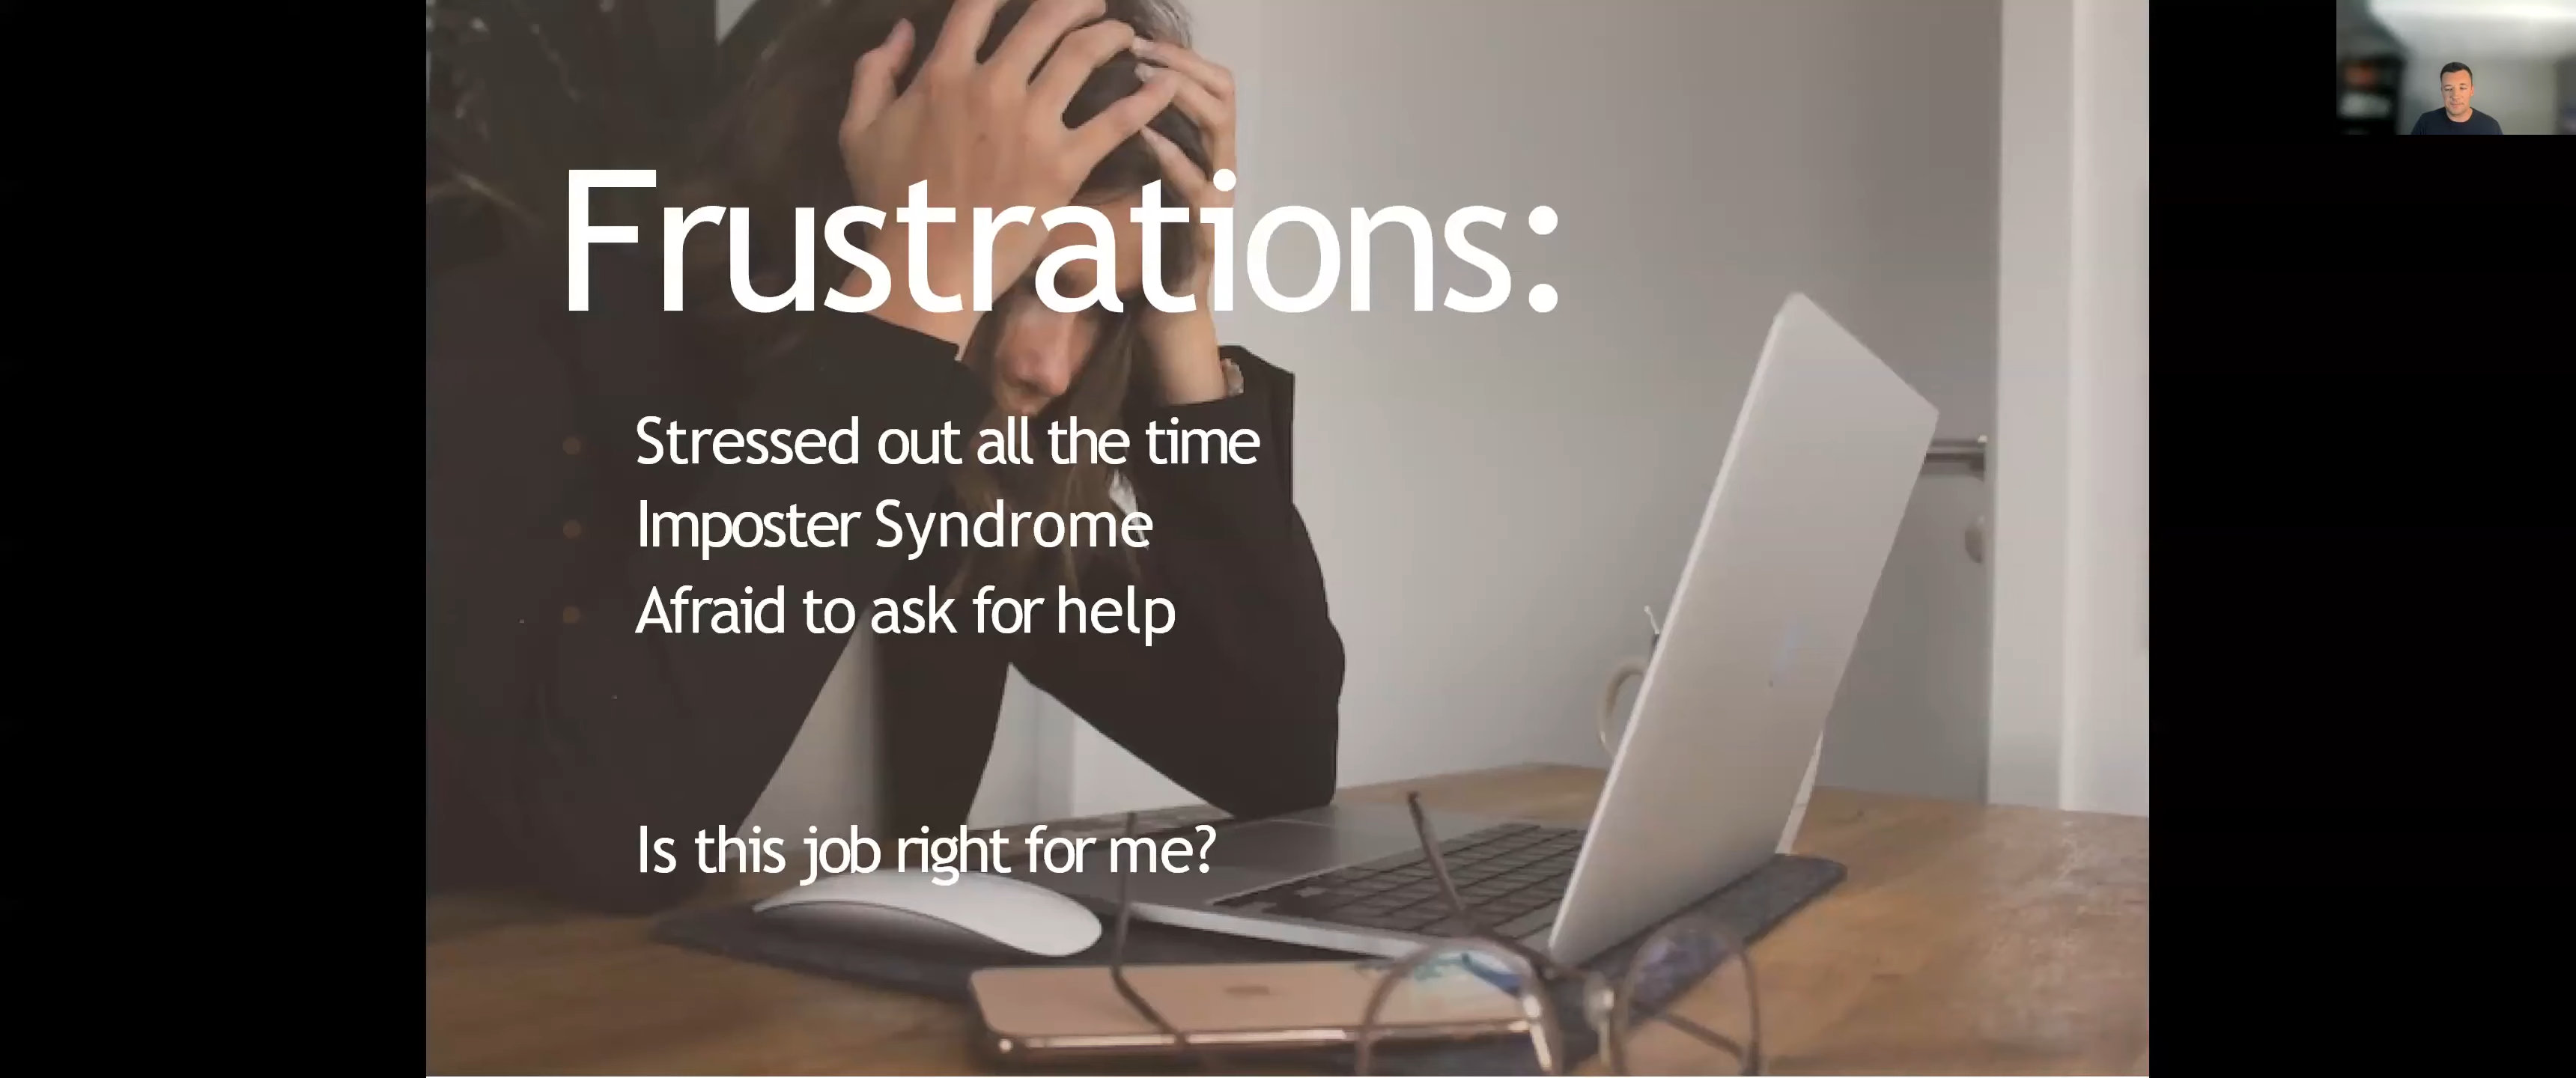 Frustrations:
Stressed out all the time
Imposter Syndrome
Afraid to ask for help
Is this job right for me?